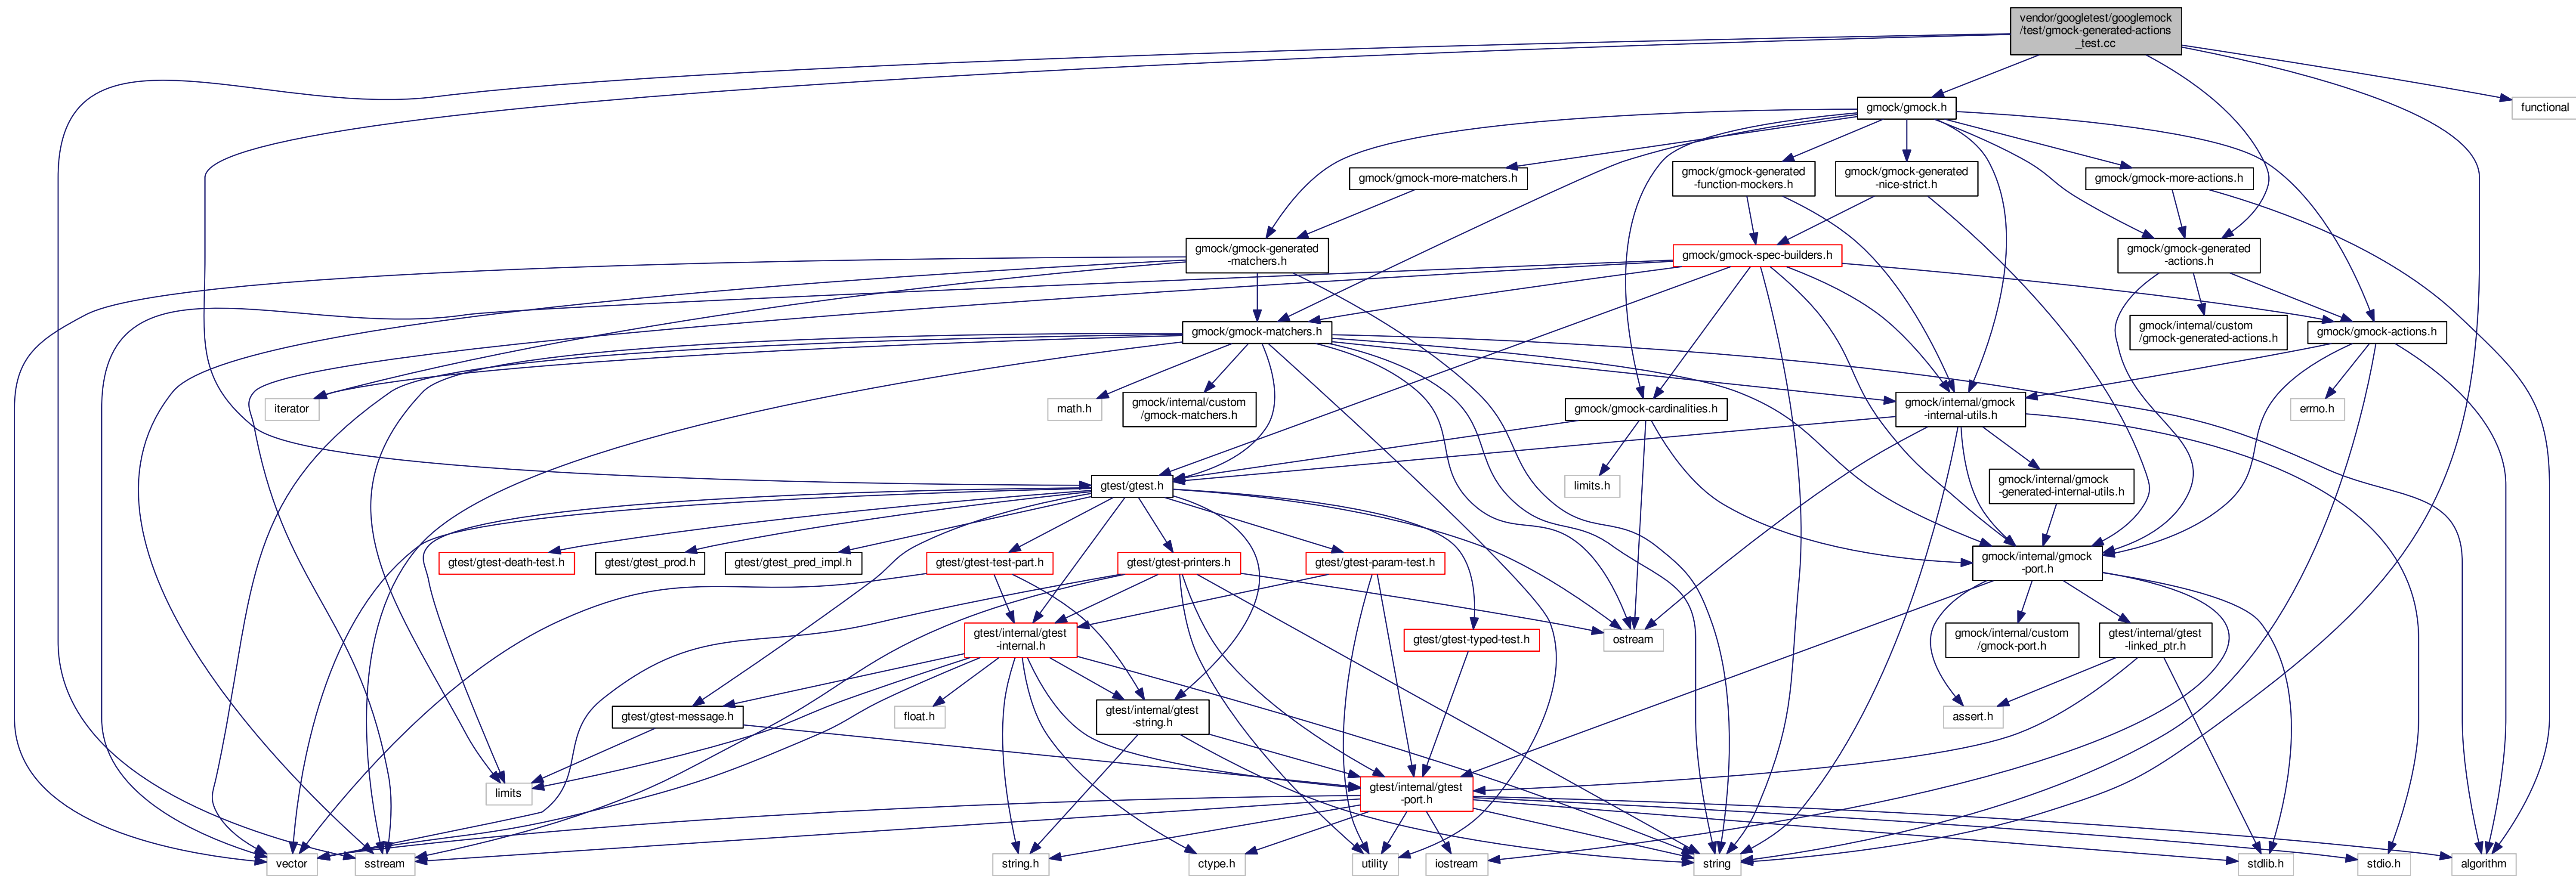 vendor/googletest/googlemock
/test/gmock-generated-actions
_test.cc
gmock/gmock.h
functional
gmock/gmock-more-matchers.h
gmock/gmock-generated
-function-mockers.h
gmock/gmock-generated
-nice-strict.h
gmock/gmock-more-actions.h
gmock/gmock-generated
-matchers.h
gmock/gmock-spec-builders.h
gmock/gmock-generated
-actions.h
gmock/gmock-matchers.h
gmock/internal/custom
/gmock-generated-actions.h
gmock/gmock-actions.h
iterator
math.h
gmock/internal/custom
/gmock-matchers.h
gmock/gmock-cardinalities.h
gmock/internal/gmock
-internal-utils.h
errno.h
gtest/gtest.h
limits.h
gmock/internal/gmock
-generated-internal-utils.h
gtest/gtest-death-test.h
gtest/gtest_prod.h
gtest/gtest_pred_impl.h
gtest/gtest-test-part.h
gtest/gtest-printers.h
gtest/gtest-param-test.h
gmock/internal/gmock
-port.h
gtest/internal/gtest
-internal.h
gtest/gtest-typed-test.h
ostream
gmock/internal/custom
/gmock-port.h
gtest/internal/gtest
-linked_ptr.h
gtest/gtest-message.h
float.h
gtest/internal/gtest
-string.h
assert.h
limits
gtest/internal/gtest
-port.h
vector
sstream
string.h
ctype.h
utility
iostream
string
stdlib.h
stdio.h
algorithm